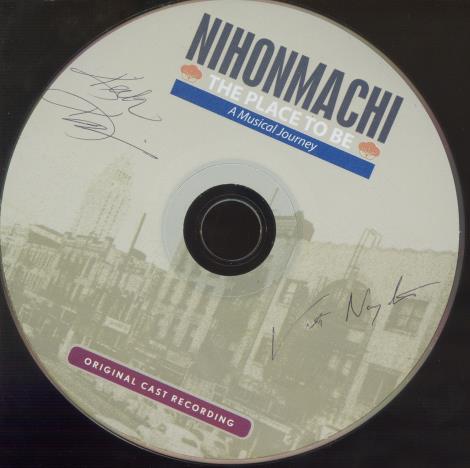 NIHONMACHI
THE PLACE TO BE
A Musical Journey
ORIGINAL CAST RECORDING